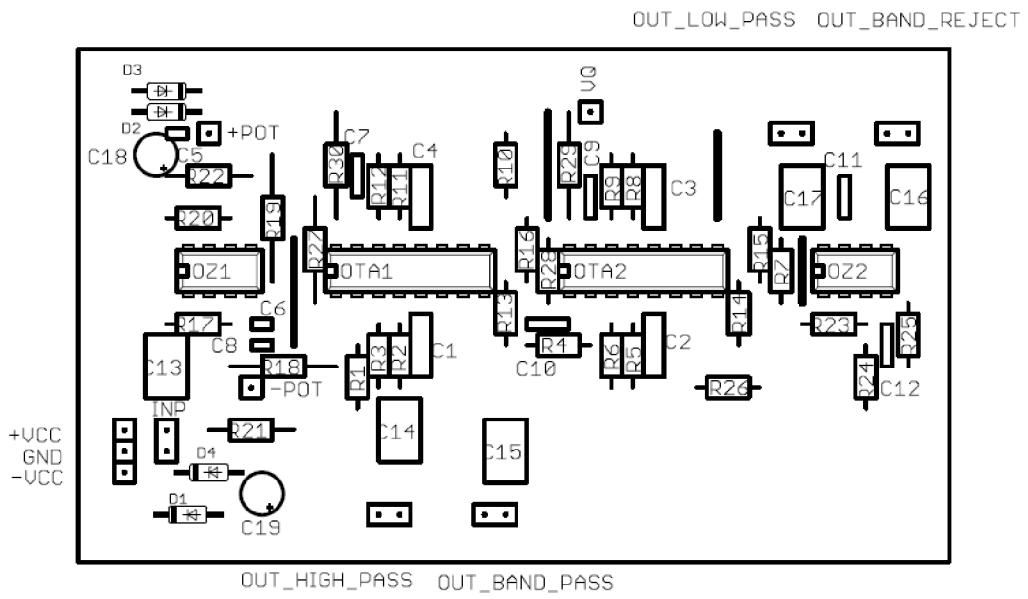 OUT_LOW_PASS OUT_BAND_REJECT
D3
D2
C18
C5
+POT
R22
R20
R19
OZ1
R17
C6
C8
C13
R18
-POT
INP
+VCC
GND
-VCC
R21
D4
D1
C19
R30
C7
C4
R12
R11
R27
OTA1
R1
R3
R2
C1
C14
C15
R10
VQ
R29
C9
R9
R8
C3
R16
R28
OTA2
R13
R4
C10
R6
R5
C2
R14
R26
R15
R7
C17
C11
C16
OZ2
R23
R24
R25
C12
OUT_HIGH_PASS OUT_BAND_PASS